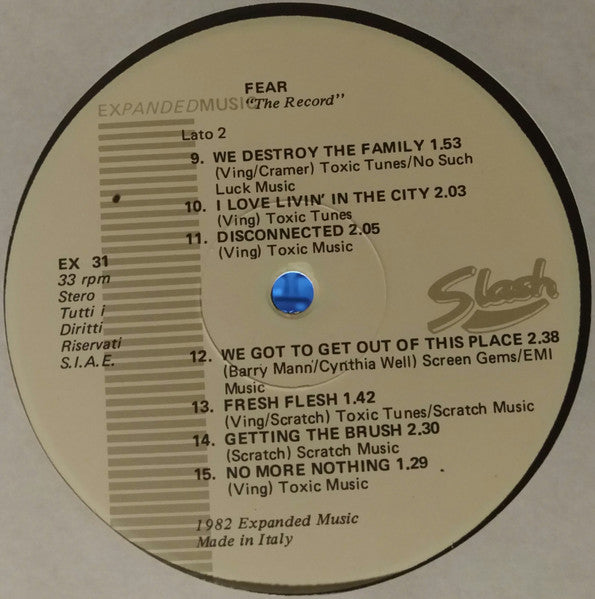 FEAR
EXPANDEDMUSIC "The Record"
Lato 2
9. WE DESTROY THE FAMILY 1.53
(Ving/Cramer) Toxic Tunes/No Such
Luck Music
10. I LOVE LIVIN' IN THE CITY 2.03
(Ving) Toxic Tunes
11. DISCONNECTED 2.05
(Ving) Toxic Music
EX 31
33 rpm
Stero
Tutti i
Diritti
Riservati
S.I.A.E.
Slash
12. WE GOT TO GET OUT OF THIS PLACE 2.38
(Barry Mann/Cynthia Well) Screen Gems/EMI
Music
13. FRESH FLESH 1.42
(Ving/Scratch) Toxic Tunes/Scratch Music
14. GETTING THE BRUSH 2.30
(Scratch) Scratch Music
15. NO MORE NOTHING 1.29
(Ving) Toxic Music
1982 Expanded Music
Made in Italy